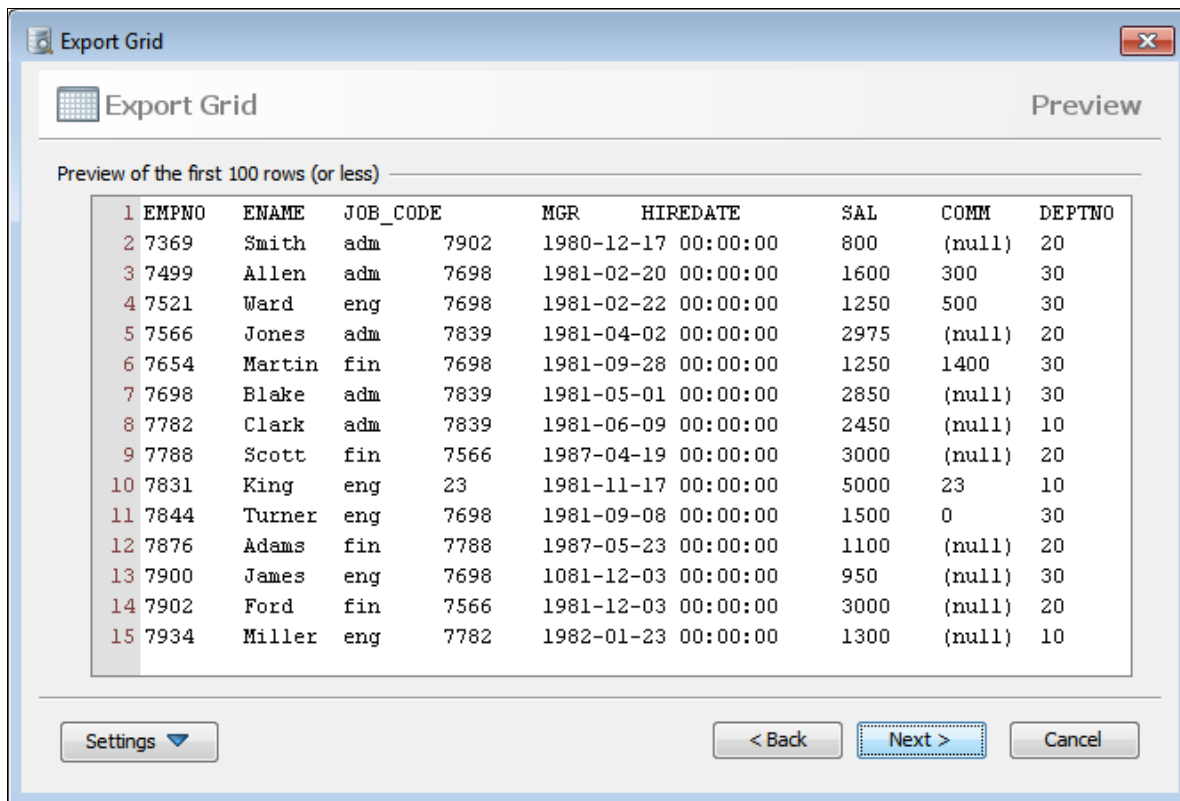 Export Grid
Export Grid Preview
Preview of the first 100 rows (or less)
1 EMPNO ENAME JOB_CODE MGR HIREDATE SAL COMM DEPTNO
2 7369 Smith adm 7902 1980-12-17 00:00:00 800 (null) 20
3 7499 Allen adm 7698 1981-02-20 00:00:00 1600 300 30
4 7521 Ward eng 7698 1981-02-22 00:00:00 1250 500 30
5 7566 Jones adm 7839 1981-04-02 00:00:00 2975 (null) 20
6 7654 Martin fin 7698 1981-09-28 00:00:00 1250 1400 30
7 7698 Blake adm 7839 1981-05-01 00:00:00 2850 (null) 30
8 7782 Clark adm 7839 1981-06-09 00:00:00 2450 (null) 10
9 7788 Scott fin 7566 1987-04-19 00:00:00 3000 (null) 20
10 7831 King eng 23 1981-11-17 00:00:00 5000 23 10
11 7844 Turner eng 7698 1981-09-08 00:00:00 1500 0 30
12 7876 Adams fin 7788 1987-05-23 00:00:00 1100 (null) 20
13 7900 James eng 7698 1081-12-03 00:00:00 950 (null) 30
14 7902 Ford fin 7566 1981-12-03 00:00:00 3000 (null) 20
15 7934 Miller eng 7782 1982-01-23 00:00:00 1300 (null) 10
Settings < Back Next > Cancel